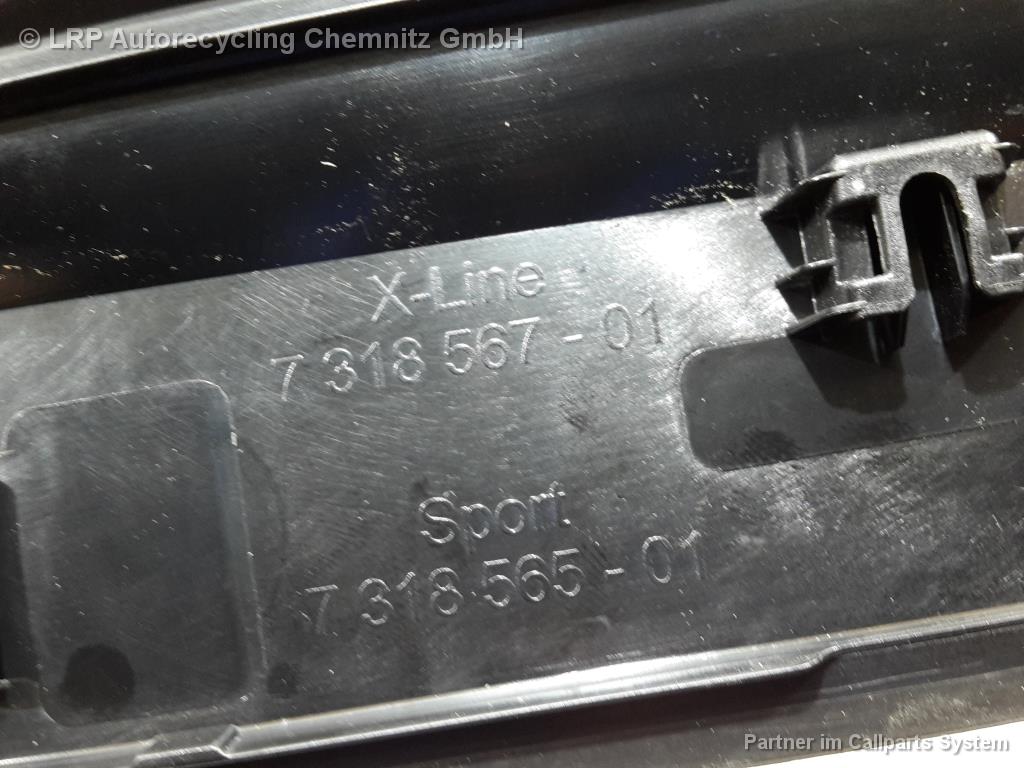 © LRP Autorecycling Chemnitz GmbH
X-Line
7 318 567 - 01
Sport
7 318 565 - 01
Partner im Callparts System